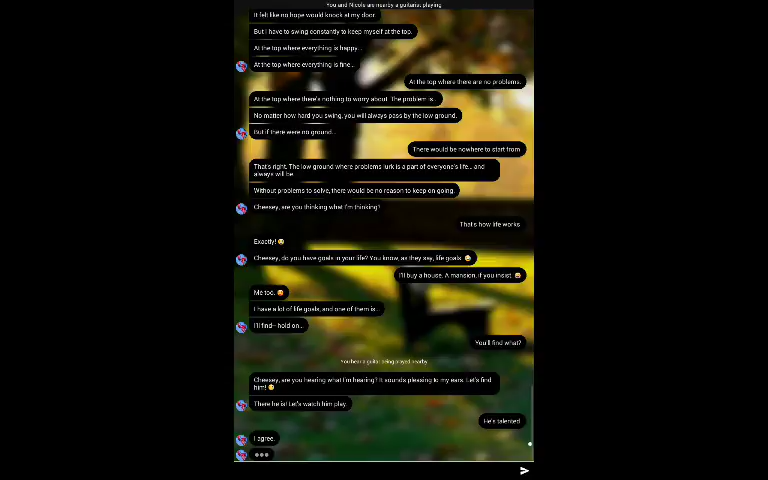 You and Nicole are nearby a guitarist playing
It felt like no hope would knock at my door.
But I have to swing constantly to keep myself at the top.
At the top where everything is happy...
At the top where everything is fine...
At the top where there are no problems.
At the top where there's nothing to worry about. The problem is...
No matter how hard you swing, you will always pass by the low ground.
But if there were no ground...
There would be nowhere to start from
That's right. The low ground where problems lurk is a part of everyone's life... and
always will be.
Without problems to solve, there would be no reason to keep on going.
Cheesey, are you thinking what I'm thinking?
That's how life works
Exactly! 😄
Cheesey, do you have goals in your life? You know, as they say, life goals. 😄
I'll buy a house. A mansion, if you insist. 😄
Me too. 😄
I have a lot of life goals, and one of them is...
I'll find-- hold on...
You'll find what?
You hear a guitar being played nearby
Cheesey, are you hearing what I'm hearing? It sounds pleasing to my ears. Let's find
him! 😄
There he is! Let's watch him play.
He's talented
I agree.